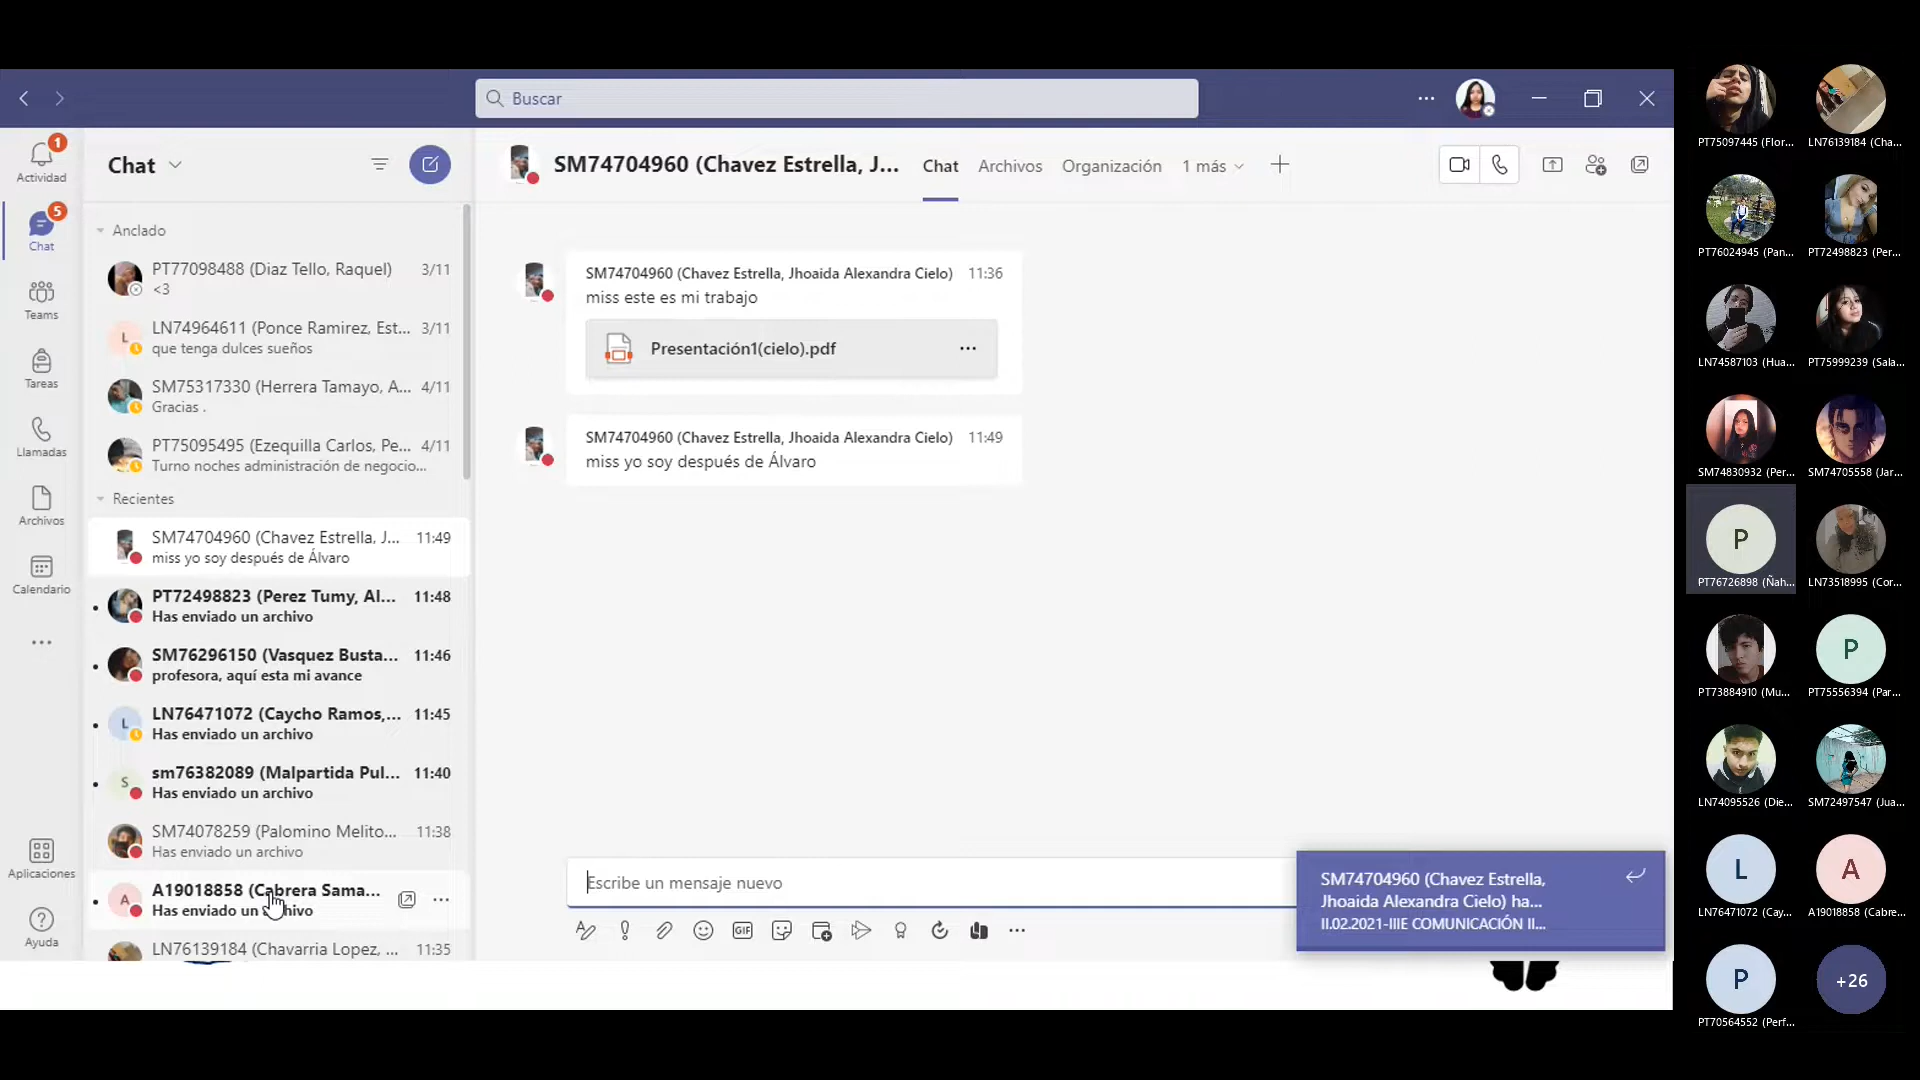 Buscar
1
Actividad
5
Chat
Teams
Tareas
Llamadas
Archivos
Calendario
Aplicaciones
Ayuda
Chat
Anclado
PT77098488 (Diaz Tello, Raquel) 3/11
<3
LN74964611 (Ponce Ramirez, Est... 3/11
que tenga dulces sueños
SM75317330 (Herrera Tamayo, A... 4/11
Gracias .
PT75095495 (Ezequilla Carlos, Pe... 4/11
Turno noches administración de negocio...
Recientes
SM74704960 (Chavez Estrella, J... 11:49
miss yo soy después de Álvaro
PT72498823 (Perez Tumy, Al... 11:48
Has enviado un archivo
SM76296150 (Vasquez Busta... 11:46
profesora, aquí esta mi avance
L LN76471072 (Caycho Ramos,... 11:45
Has enviado un archivo
S sm76382089 (Malpartida Pul... 11:40
Has enviado un archivo
SM74078259 (Palomino Melito... 11:38
Has enviado un archivo
A A19018858 (Cabrera Sama...
Has enviado un archivo
LN76139184 (Chavarria Lopez, ... 11:35
SM74704960 (Chavez Estrella, J... Chat Archivos Organización 1 más
SM74704960 (Chavez Estrella, Jhoaida Alexandra Cielo) 11:36
miss este es mi trabajo
Presentación1(cielo).pdf
SM74704960 (Chavez Estrella, Jhoaida Alexandra Cielo) 11:49
miss yo soy después de Álvaro
Escribe un mensaje nuevo
GIF
SM74704960 (Chavez Estrella,
Jhoaida Alexandra Cielo) ha...
II.02.2021-IIIE COMUNICACIÓN II...
PT75097445 (Flor... LN76139184 (Cha...
PT76024945 (Pan... PT72498823 (Per...
LN74587103 (Hua... PT75999239 (Sala...
SM74830932 (Per... SM74705558 (Jar...
P
PT76726898 (Ñah... LN73518995 (Cor...
P
PT73884910 (Mu... PT75556394 (Par...
LN74095526 (Die... SM72497547 (Jua...
L A
LN76471072 (Cay... A19018858 (Cabre...
P +26
PT70564552 (Perf...